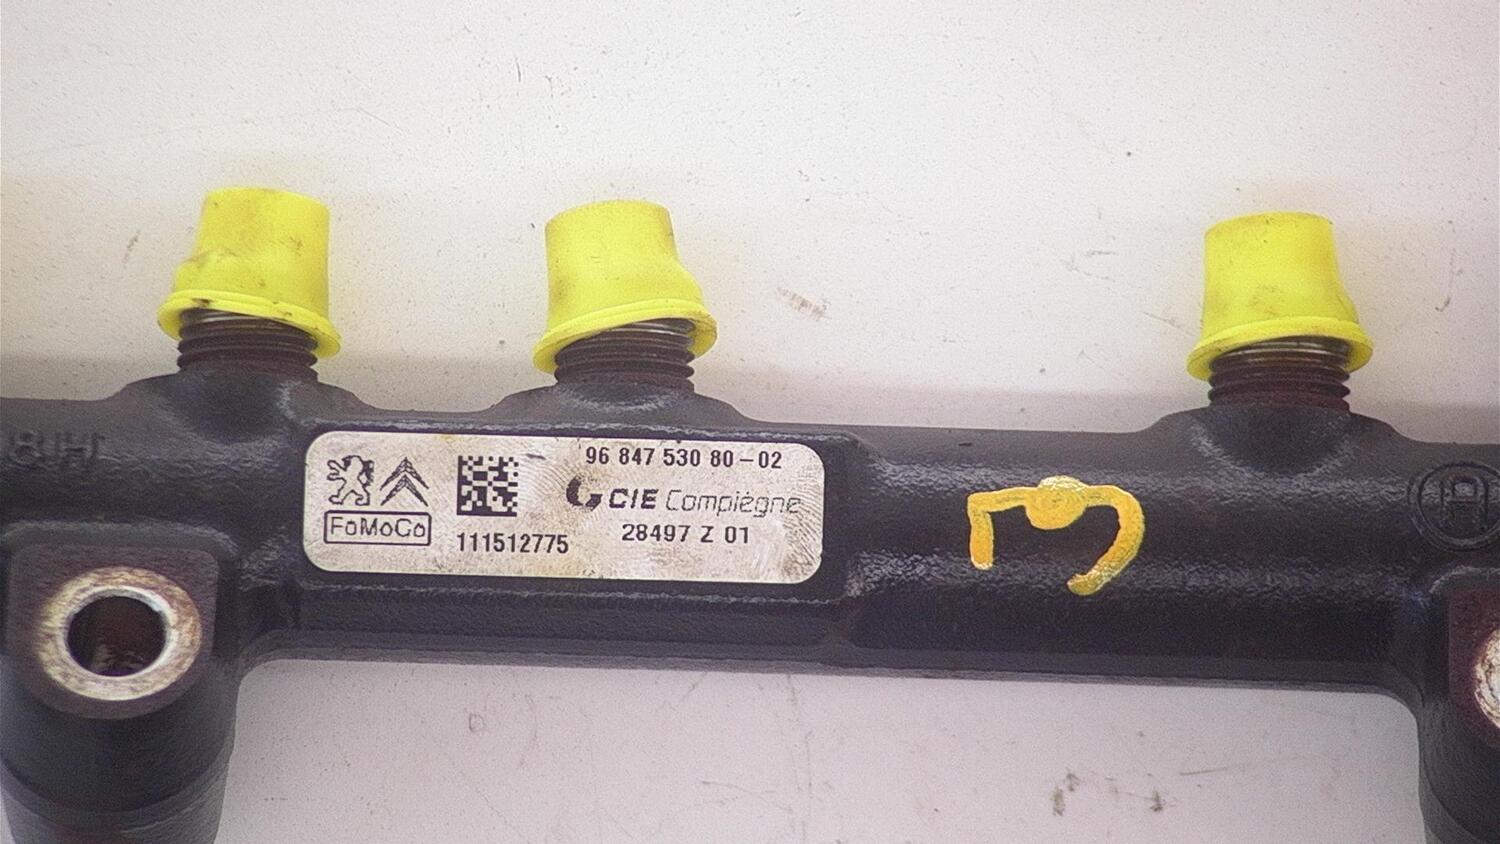 96 847 530 80-02
CIE Compiègne
FoMoCo
111512775
28497 Z 01